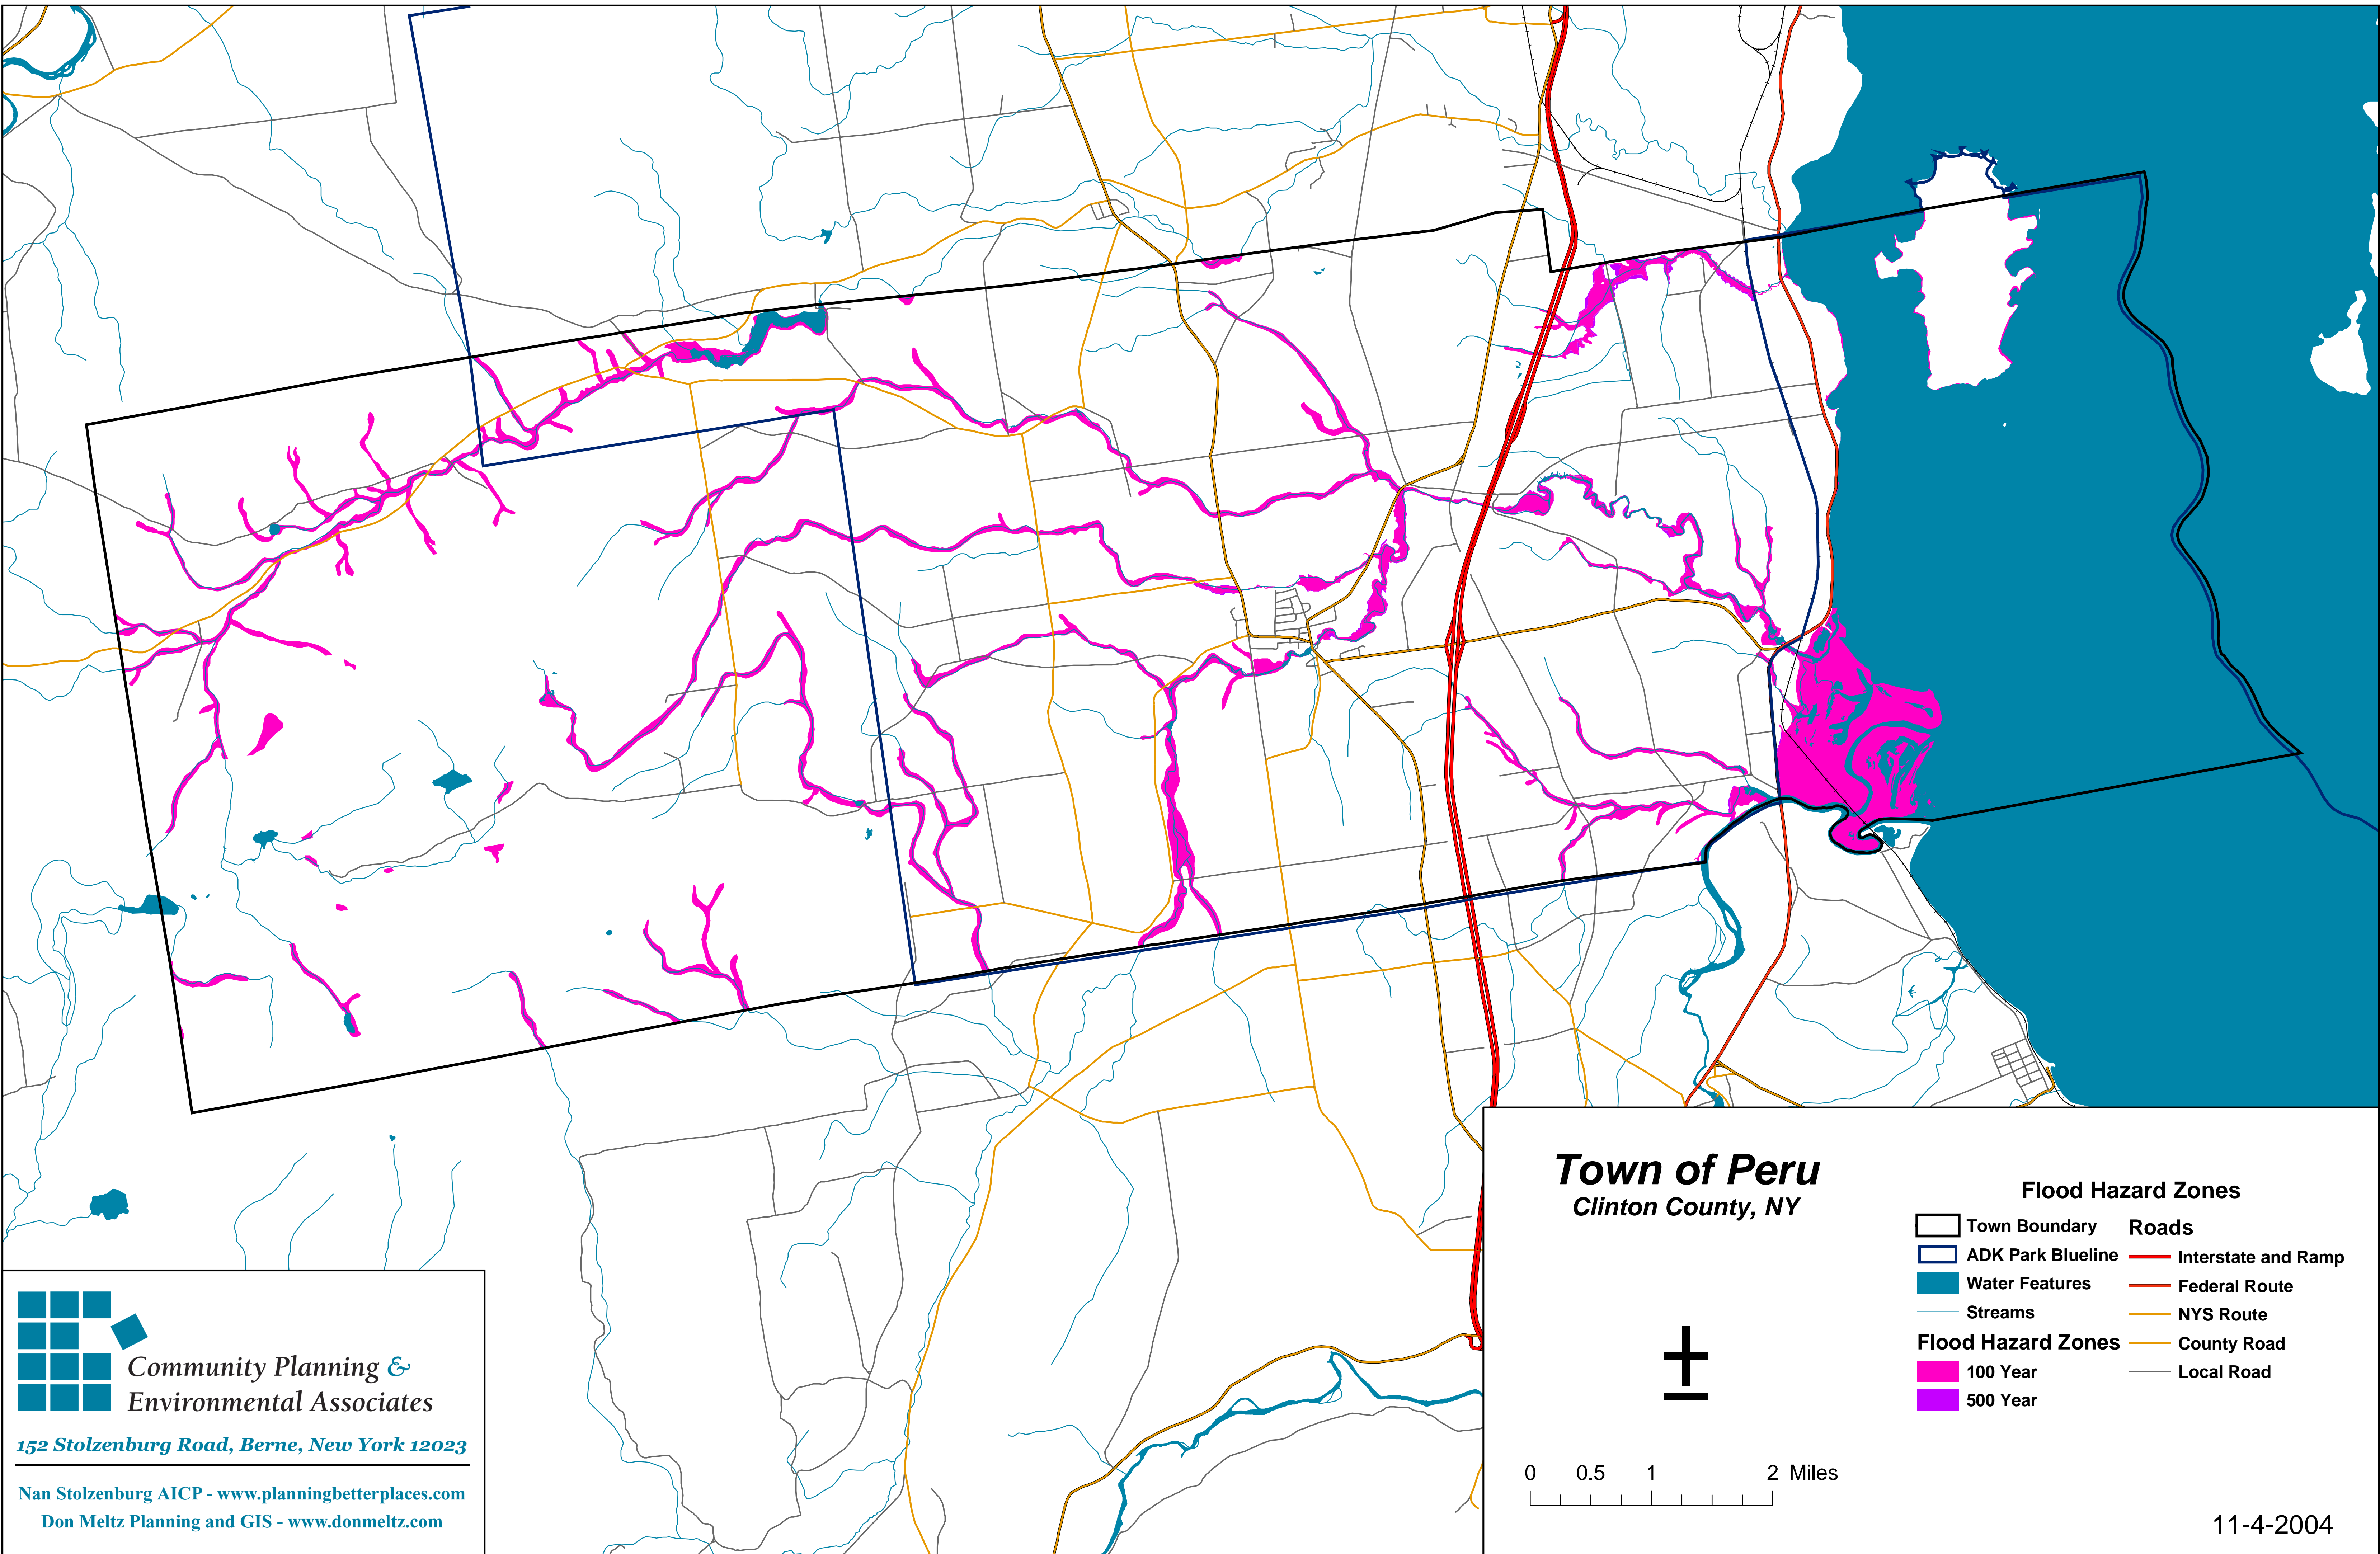 Town of Peru
Clinton County, NY
Flood Hazard Zones
Town Boundary
ADK Park Blueline
Water Features
Streams
Flood Hazard Zones
100 Year
500 Year
Roads
Interstate and Ramp
Federal Route
NYS Route
County Road
Local Road
0 0.5 1 2 Miles
11-4-2004
Community Planning &
Environmental Associates
152 Stolzenburg Road, Berne, New York 12023
Nan Stolzenburg AICP - www.planningbetterplaces.com
Don Meltz Planning and GIS - www.donmeltz.com